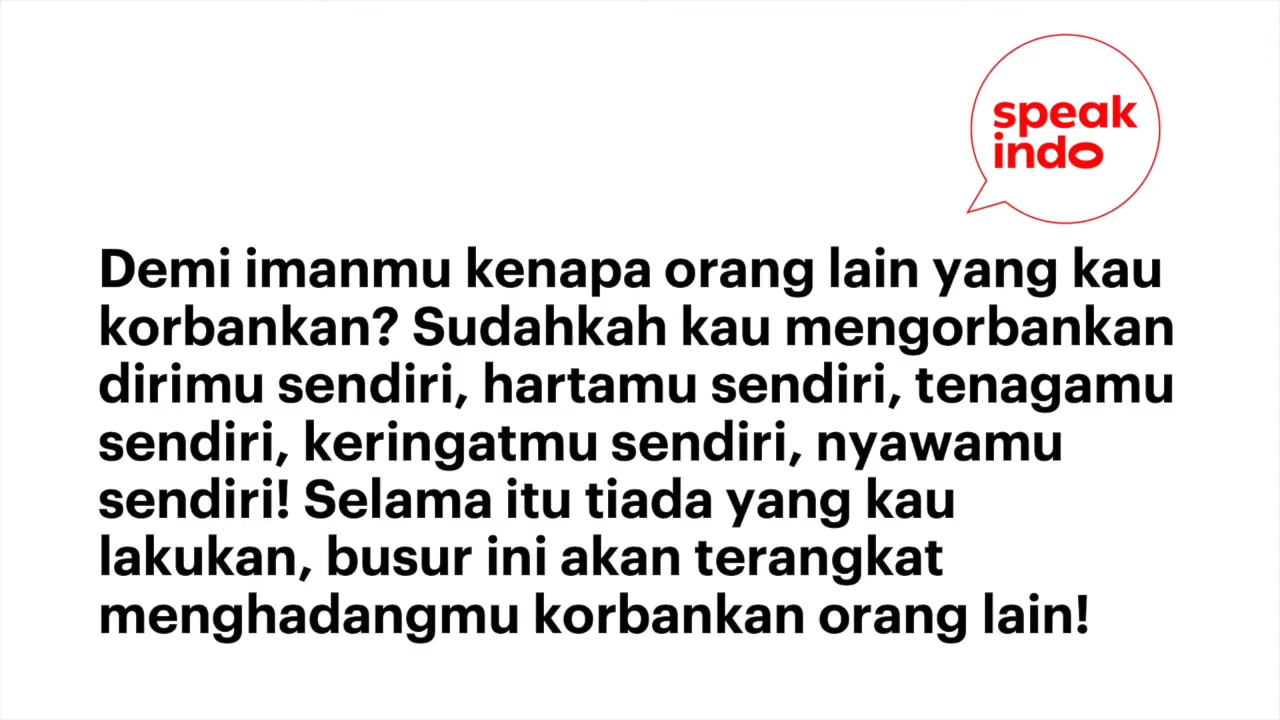 speak
indo
Demi imanmu kenapa orang lain yang kau
korbankan? Sudahkah kau mengorbankan
dirimu sendiri, hartamu sendiri, tenagamu
sendiri, keringatmu sendiri, nyawamu
sendiri! Selama itu tiada yang kau
lakukan, busur ini akan terangkat
menghadangmu korbankan orang lain!